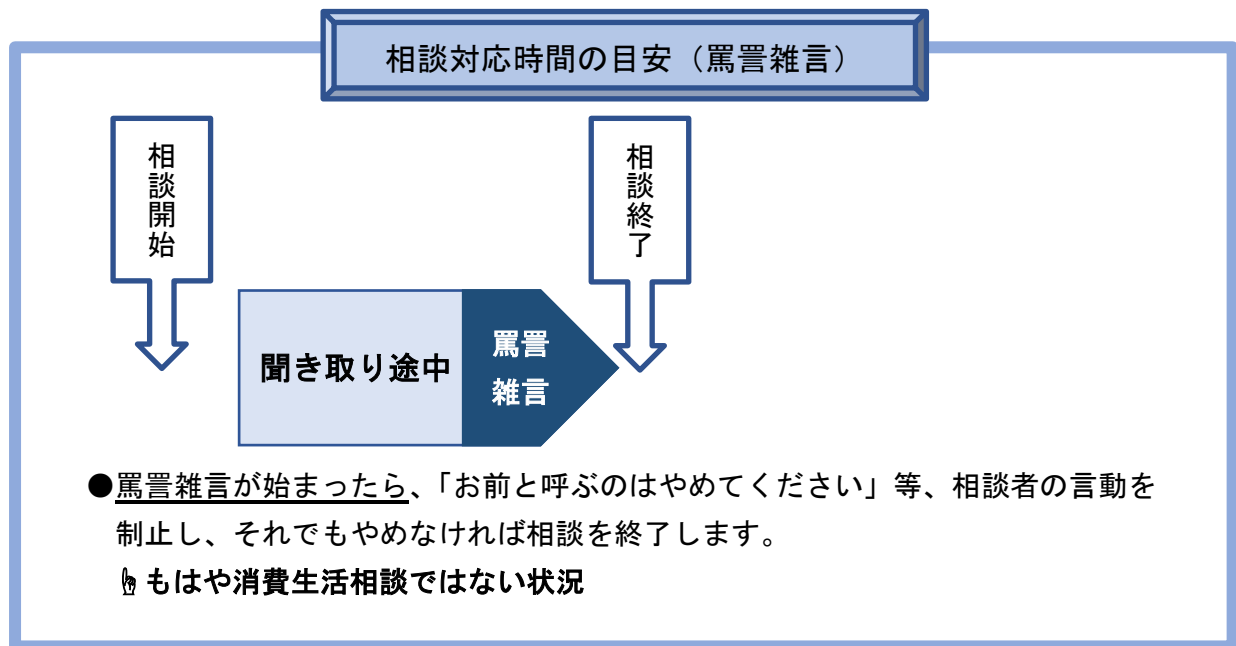 相談対応時間の目安（罵詈雑言）
相談開始
相談終了
聞き取り途中
罵詈
雑言
●罵詈雑言が始まったら、「お前と呼ぶのはやめてください」等、相談者の言動を
制止し、それでもやめなければ相談を終了します。
☝もはや消費生活相談ではない状況